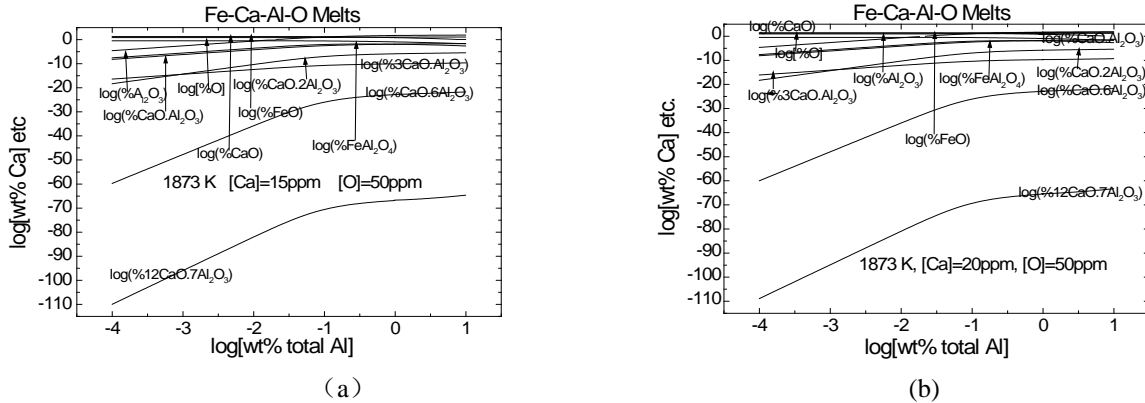 Fe-Ca-Al-O Melts
log[wt% Ca] etc
0
-10
-20
-30
-40
-50
-60
-70
-80
-90
-100
-110
log(%A₁₂O₃)
log[%O]
log(%CaO.2Al₂O₃)
log(%3CaO.Al₂O₃)
log(%CaO.Al₂O₃)
log(%FeO)
log(%CaO.6Al₂O₃)
log(%CaO)
log(%FeAl₂O₄)
1873 K [Ca]=15ppm [O]=50ppm
log(%12CaO.7Al₂O₃)
-4 -3 -2 -1 0 1
log[wt% total Al]
(a)
Fe-Ca-Al-O Melts
log[wt% Ca] etc.
0
-10
-20
-30
-40
-50
-60
-70
-80
-90
-100
-110
log(%CaO)
log(%CaO.Al₂O₃)
log[%O]
log(%Al₂O₃)
log(%FeAl₂O₄)
log(%CaO.2Al₂O₃)
log(%3CaO.Al₂O₃)
log(%CaO.6Al₂O₃)
log(%FeO)
log(%12CaO.7Al₂O₃)
1873 K, [Ca]=20ppm, [O]=50ppm
-4 -3 -2 -1 0 1
log[wt% total Al]
(b)